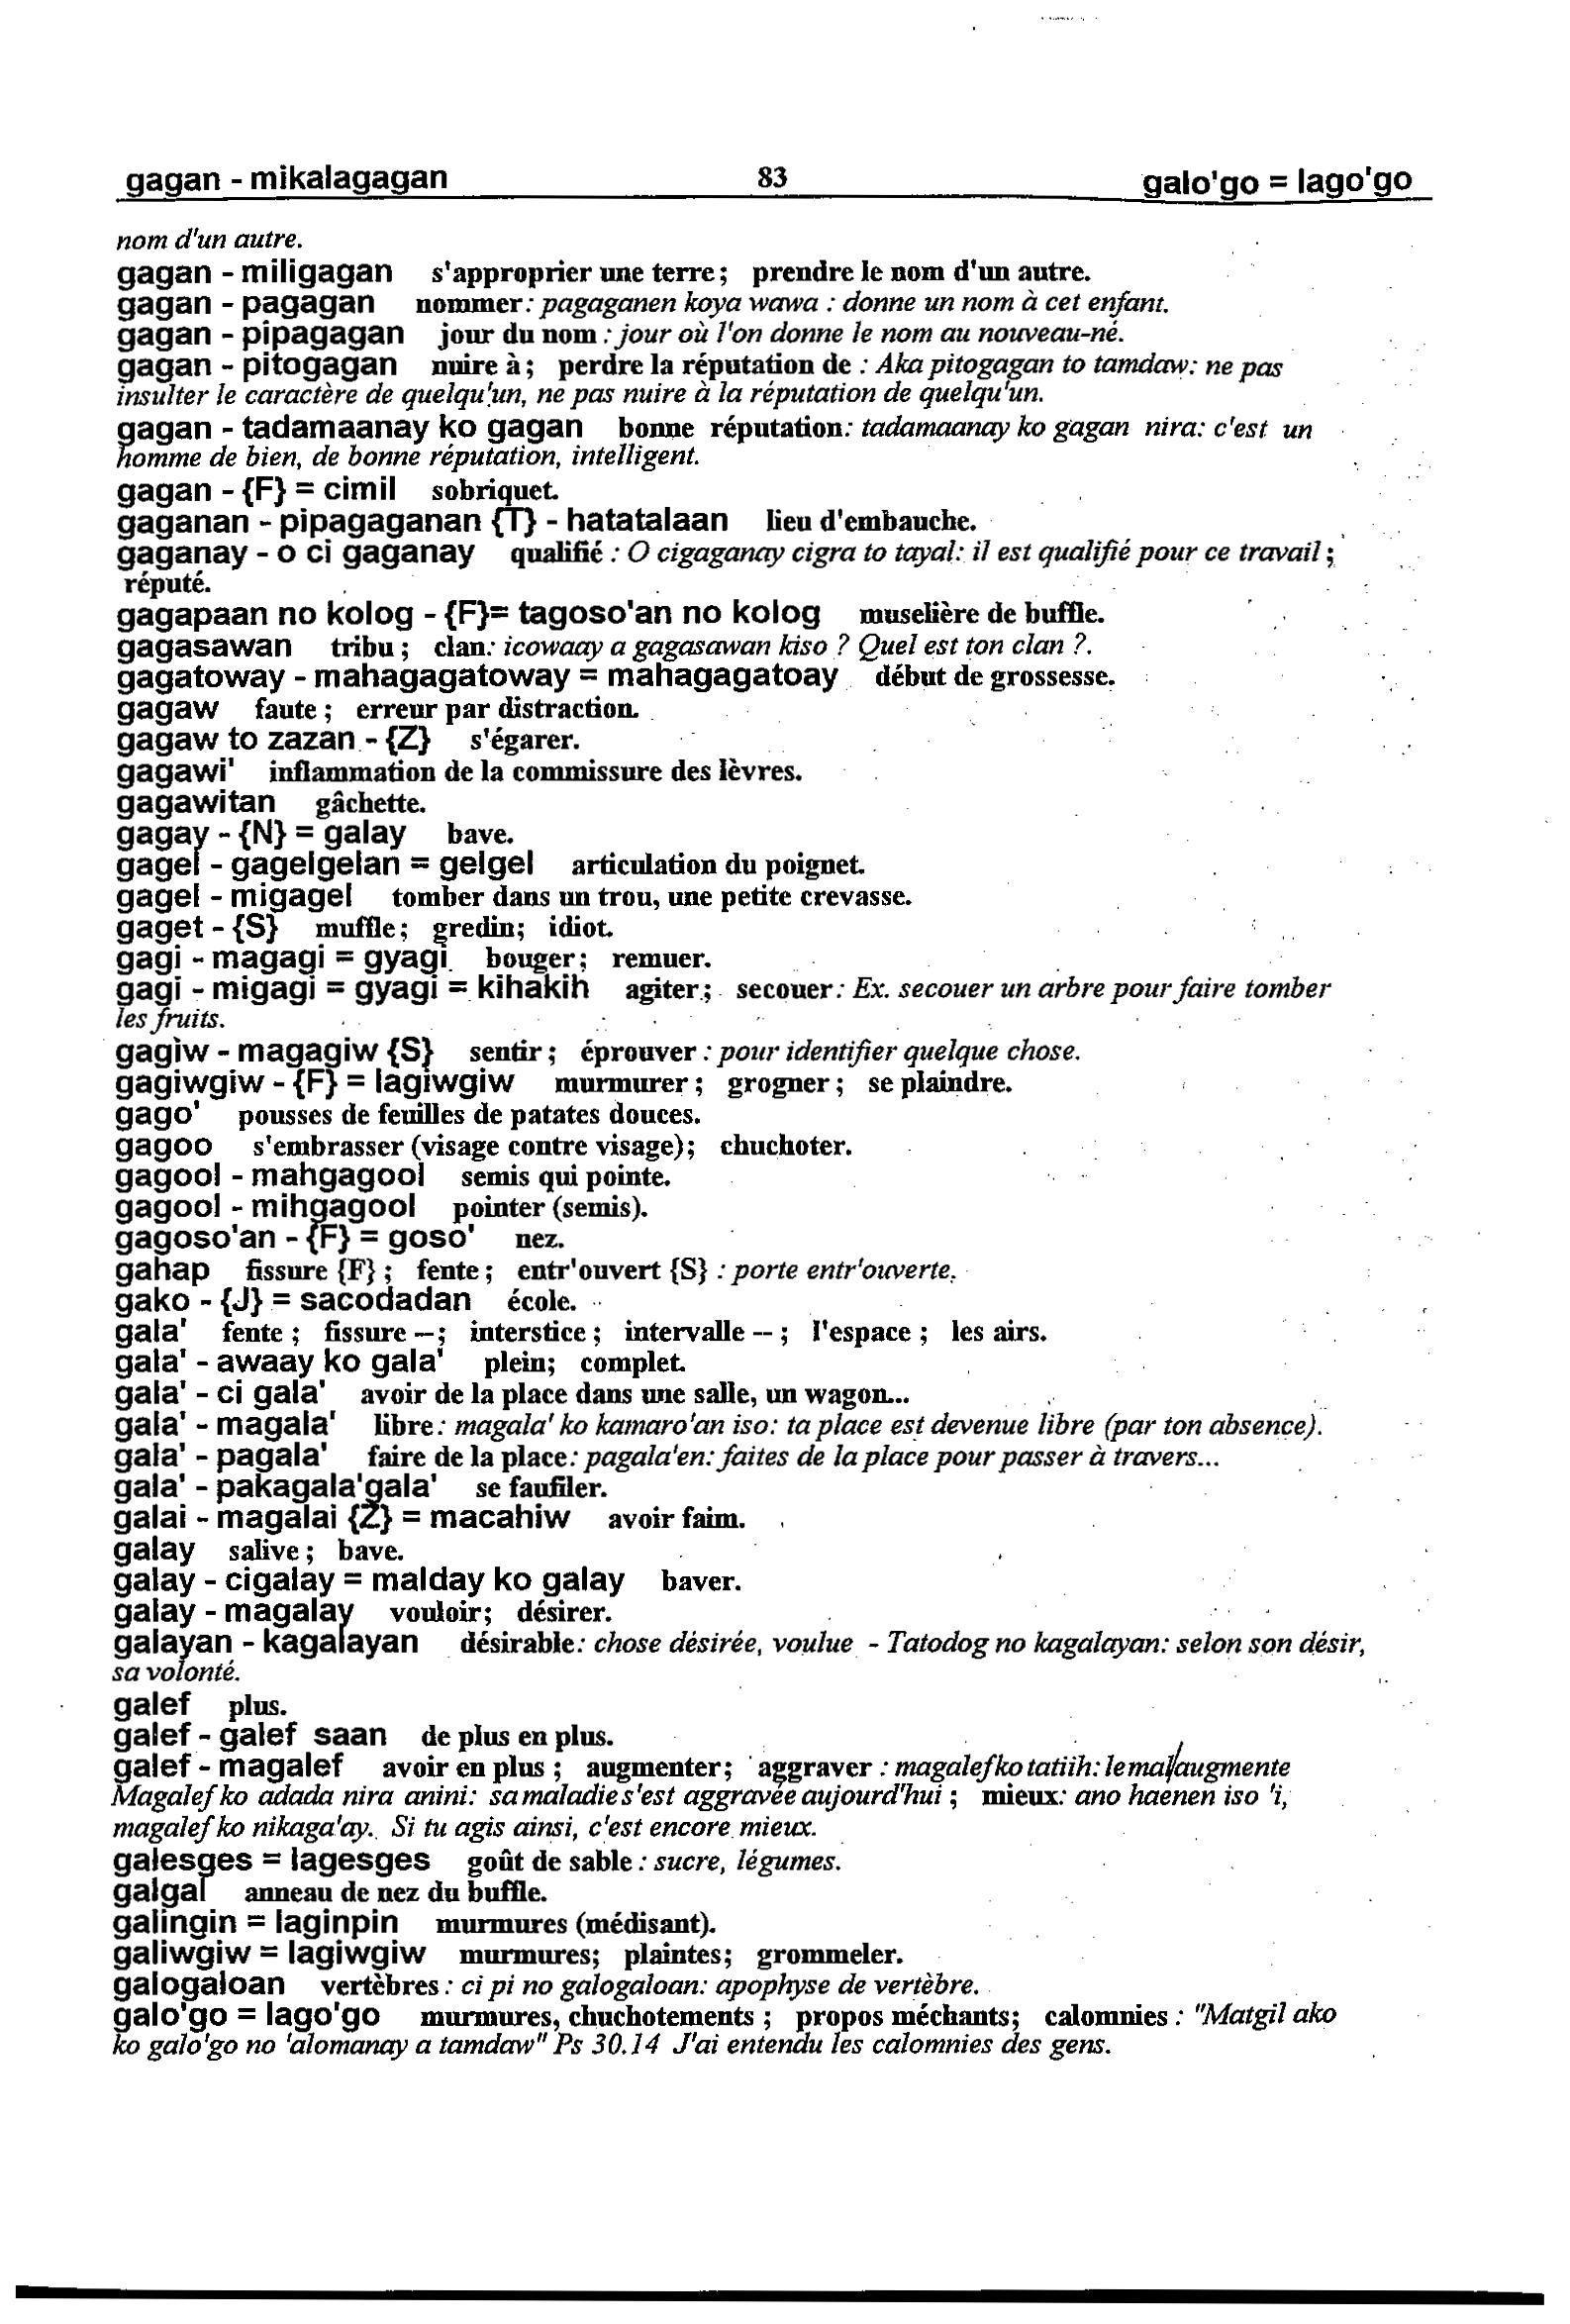 gagan - mikalagagan 83 galo'go = lago'go
nom d'un autre.
gagan - miligagan s'approprier une terre ; prendre le nom d'un autre.
gagan - pagagan nommer : pagaganen koya wawa : donne un nom à cet enfant.
gagan - pipagagan jour du nom : jour où l'on donne le nom au nouveau-né.
gagan - pitogagan nuire à ; perdre la réputation de : Aka pitogagan to tamdaw: ne pas
insulter le caractère de quelqu'un, ne pas nuire à la réputation de quelqu'un.
gagan - tadamaanay ko gagan bonne réputation: tadamaanay ko gagan nira: c'est un
homme de bien, de bonne réputation, intelligent.
gagan - {F} = cimil sobriquet.
gaganan - pipagaganan {T} - hatatalaan lieu d'embauche.
gaganay - o ci gaganay qualifié : O cigaganay cigra to tayal: il est qualifié pour ce travail ;
réputé.
gagapaan no kolog - {F}= tagoso'an no kolog muselière de buffle.
gagasawan tribu ; clan: icowaay a gagasawan kiso ? Quel est ton clan ?.
gagatoway - mahagagatoway = mahagagatoay début de grossesse.
gagaw faute ; erreur par distraction.
gagaw to zazan - {Z} s'égarer.
gagawi' inflammation de la commissure des lèvres.
gagawitan gâchette.
gagay - {N} = galay bave.
gagel - gagelgelan = gelgel articulation du poignet.
gagel - migagel tomber dans un trou, une petite crevasse.
gaget - {S} muffle; gredin; idiot.
gagi - magagi = gyagi bouger; remuer.
gagi - migagi = gyagi = kihakih agiter ; secouer : Ex. secouer un arbre pour faire tomber
les fruits.
gagiw - magagiw {S} sentir ; éprouver : pour identifier quelque chose.
gagiwgiw - {F} = lagiwgiw murmurer ; grogner ; se plaindre.
gago' pousses de feuilles de patates douces.
gagoo s'embrasser (visage contre visage); chuchoter.
gagool - mahgagool semis qui pointe.
gagool - mihgagool pointer (semis).
gagoso'an - {F} = goso' nez.
gahap fissure {F} ; fente ; entr'ouvert {S} : porte entr'ouverte.
gako - {J} = sacodadan école.
gala' fente ; fissure –; interstice ; intervalle -- ; l'espace ; les airs.
gala' - awaay ko gala' plein; complet.
gala' - ci gala' avoir de la place dans une salle, un wagon...
gala' - magala' libre : magala' ko kamaro'an iso: ta place est devenue libre (par ton absence).
gala' - pagala' faire de la place : pagala'en: faites de la place pour passer à travers...
gala' - pakagala'gala' se faufiler.
galai - magalai {Z} = macahiw avoir faim.
galay salive ; bave.
galay - cigalay = malday ko galay baver.
galay - magalay vouloir; désirer.
galayan - kagalayan désirable: chose désirée, voulue - Tatodog no kagalayan: selon son désir,
sa volonté.
galef plus.
galef - galef saan de plus en plus.
galef - magalef avoir en plus ; augmenter; aggraver : magalef ko tatiih: le mal/augmente
Magalef ko adada nira anini: sa maladie s'est aggravée aujourd'hui ; mieux: ano haenen iso 'i,
magalef ko nikaga'ay. Si tu agis ainsi, c'est encore mieux.
galesges = lagesges goût de sable : sucre, légumes.
galgal anneau de nez du buffle.
galingin = laginpin murmures (médisant).
galiwgiw = lagiwgiw murmures; plaintes; grommeler.
galogaloan vertèbres : ci pi no galogaloan: apophyse de vertèbre.
galo'go = lago'go murmures, chuchotements ; propos méchants; calomnies : "Matgil ako
ko galo'go no 'alomanay a tamdaw" Ps 30.14 J'ai entendu les calomnies des gens.